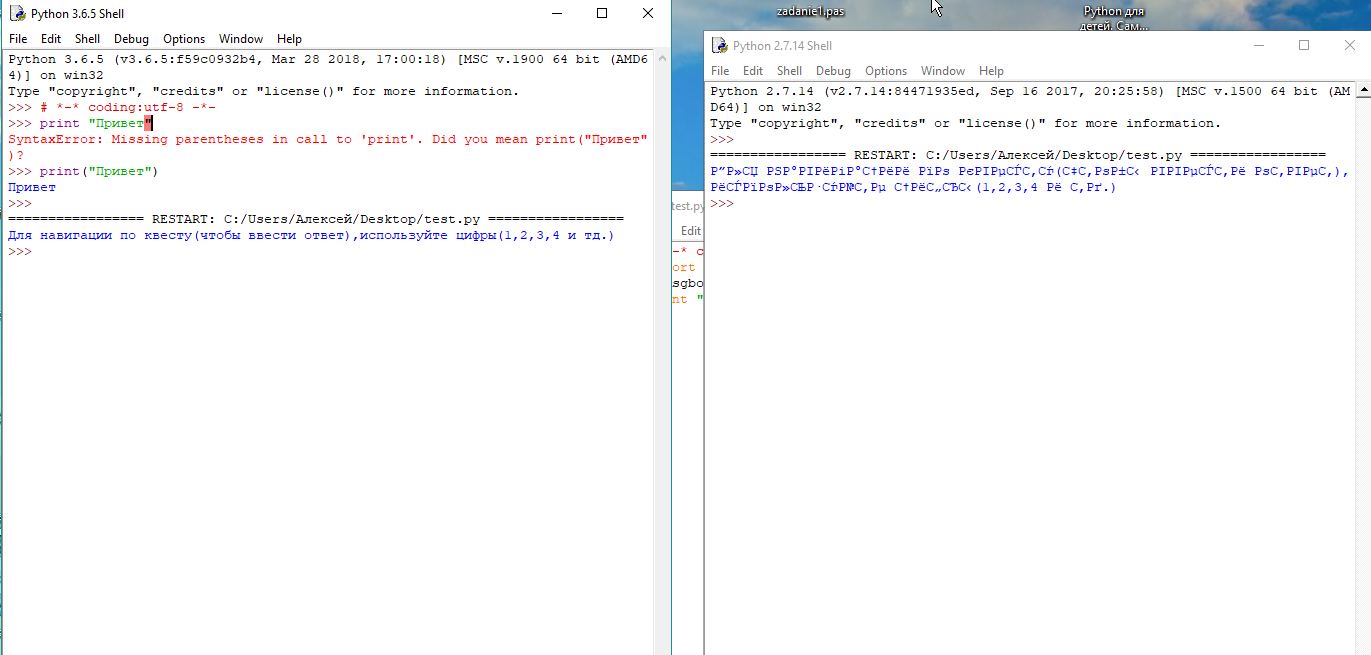 Python 3.6.5 Shell
File Edit Shell Debug Options Window Help
Python 3.6.5 (v3.6.5:f59c0932b4, Mar 28 2018, 17:00:18) [MSC v.1900 64 bit (AMD6
4)] on win32
Type "copyright", "credits" or "license()" for more information.
>>> # *-* coding:utf-8 -*-
>>> print "Привет"
SyntaxError: Missing parentheses in call to 'print'. Did you mean print("Привет"
)?
>>> print("Привет")
Привет
>>>
================= RESTART: C:/Users/Алексей/Desktop/test.py =================
Для навигации по квесту(чтобы ввести ответ),используйте цифры(1,2,3,4 и тд.)
>>>
zadanie1.pas
Python для
детей. Сам...
test.py
Edit
-* c
ort
sgbo
nt "
Python 2.7.14 Shell
File Edit Shell Debug Options Window Help
Python 2.7.14 (v2.7.14:84471935ed, Sep 16 2017, 20:25:58) [MSC v.1500 64 bit (AM
D64)] on win32
Type "copyright", "credits" or "license()" for more information.
>>>
================= RESTART: C:/Users/Алексей/Desktop/test.py =================
Р”Р»СЏ РЅР°РІРёРіР°С†РёРё РїРѕ РєРІРµСЃС‚Сѓ(С‡С‚РѕР±С‹ РІРІРµСЃС‚Рё РѕС‚РІРµС‚),
РёСЃРїРѕР»СЊР·СѓР№С‚Рµ С†РёС„СЂС‹(1,2,3,4 Рё С‚Рґ.)
>>>